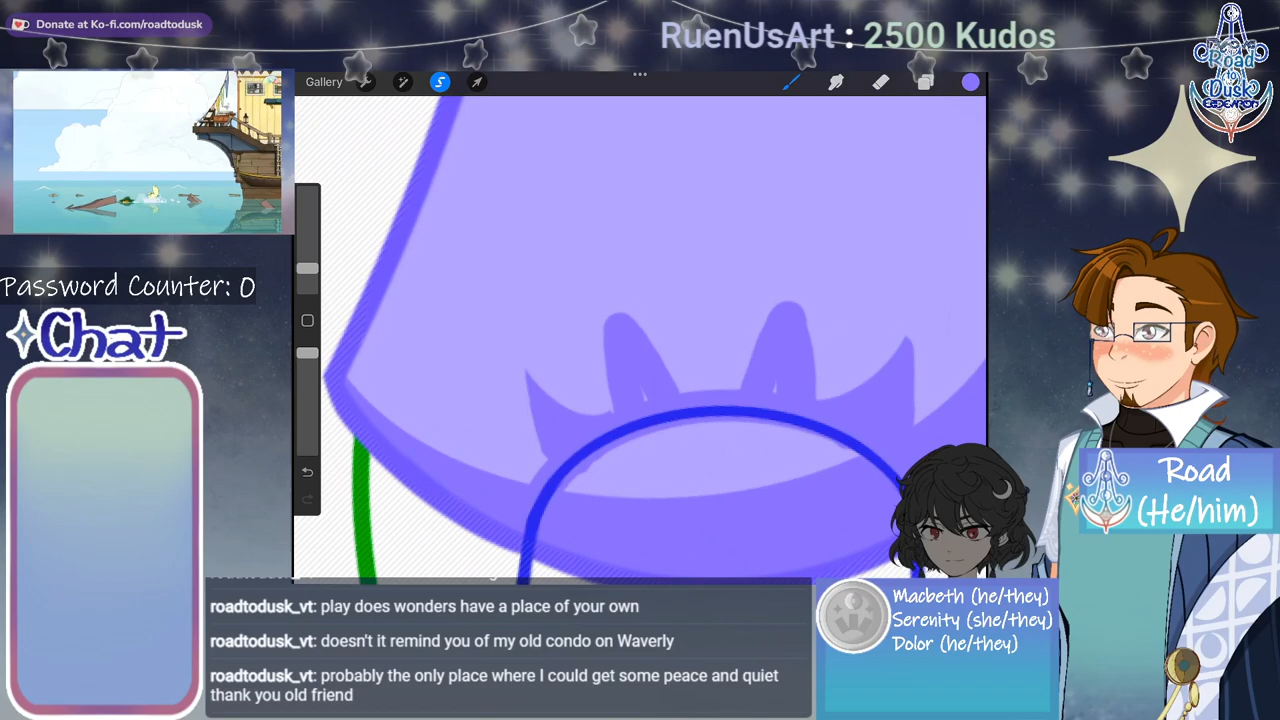 Donate at Ko-fi.com/roadtodusk
RuenUsArt : 2500 Kudos
Road
to
Dusk
Gallery
Password Counter: 0
Chat
Road
(He/him)
roadtodusk_vt: play does wonders have a place of your own
roadtodusk_vt: doesn't it remind you of my old condo on Waverly
roadtodusk_vt: probably the only place where I could get some peace and quiet
thank you old friend
Macbeth (he/they)
Serenity (she/they)
Dolor (he/they)